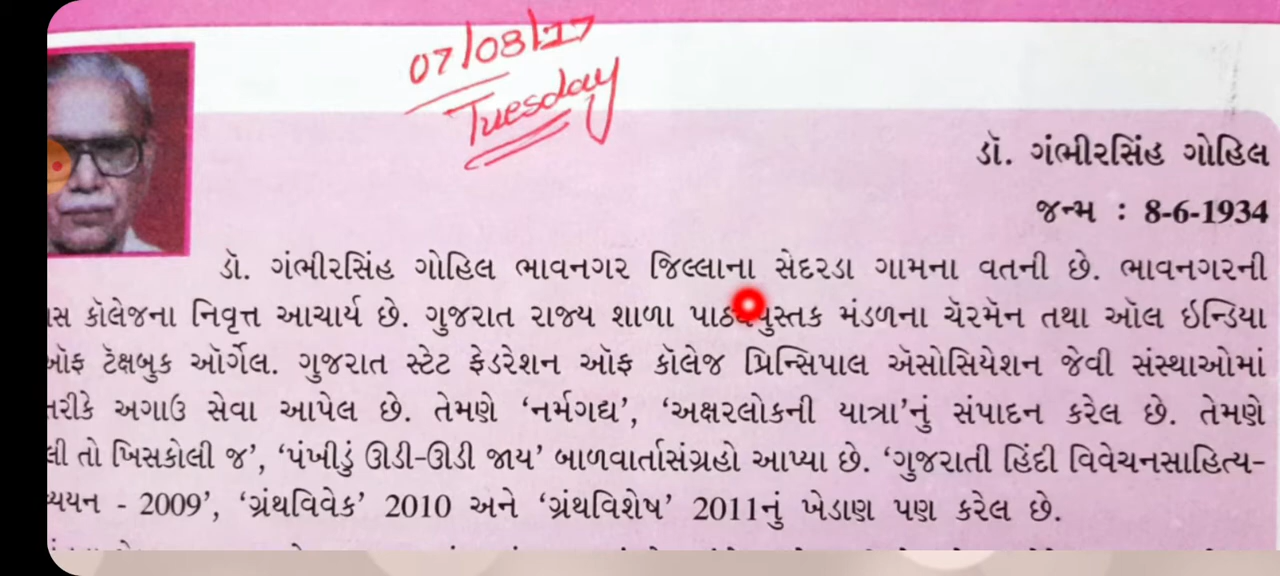 07/08/17
Tuesday
ડૉ. ગંભીરસિંહ ગોહિલ
જન્મ : 8-6-1934
ડૉ. ગંભીરસિંહ ગોહિલ ભાવનગર જિલ્લાના સેદરડા ગામના વતની છે. ભાવનગરની
કૉલેજના નિવૃત્ત આચાર્ય છે. ગુજરાત રાજ્ય શાળા પાઠ્યપુસ્તક મંડળના ચૅરમૅન તથા ઑલ ઇન્ડિયા
ઑફ ટૅક્ષબુક ઑર્ગેલ. ગુજરાત સ્ટેટ ફેડરેશન ઑફ કૉલેજ પ્રિન્સિપાલ ઍસોસિયેશન જેવી સંસ્થાઓમાં
તરીકે અગાઉ સેવા આપેલ છે. તેમણે ‘નર્મગદ્ય’, ‘અક્ષરલોકની યાત્રા’નું સંપાદન કરેલ છે. તેમણે
લી તો ખિસકોલી જ’, ‘પંખીડું ઊડી-ઊડી જાય’ બાળવાર્તાસંગ્રહો આપ્યા છે. ‘ગુજરાતી હિંદી વિવેચનસાહિત્ય-
યયન - 2009’, ‘ગ્રંથવિવેક’ 2010 અને ‘ગ્રંથવિશેષ’ 2011નું ખેડાણ પણ કરેલ છે.